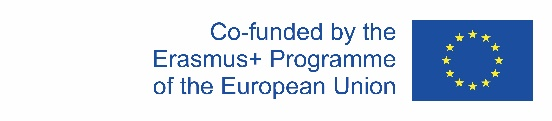 Co-funded by the
Erasmus+ Programme
of the European Union